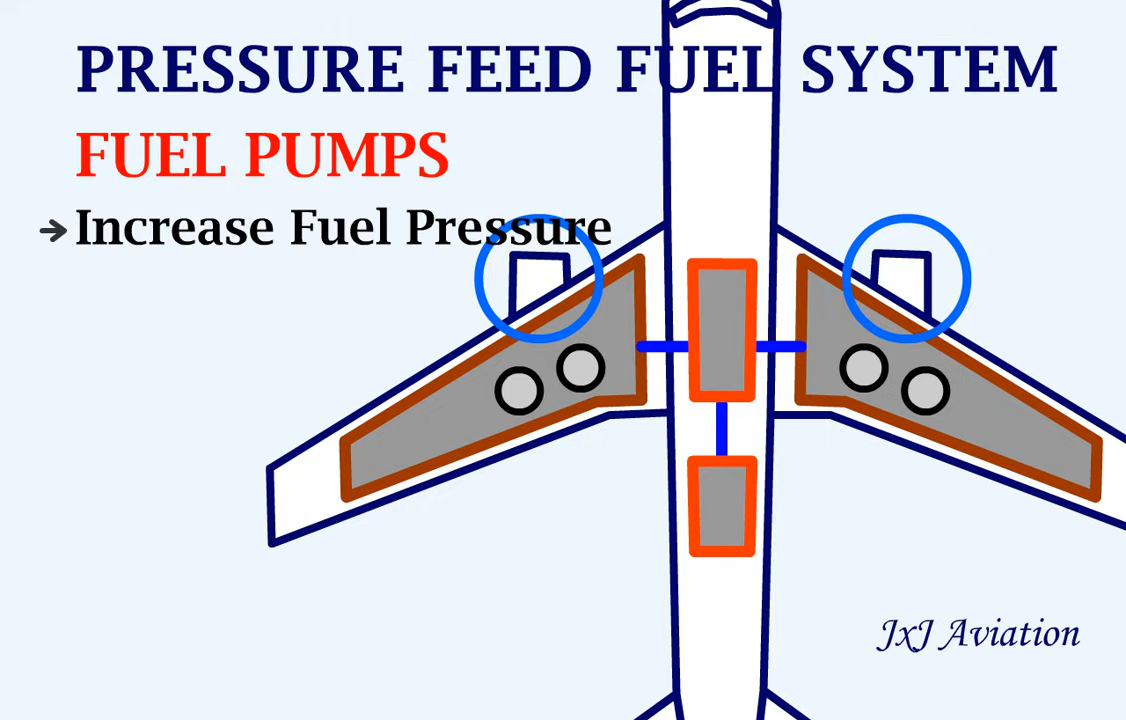 PRESSURE FEED FUEL SYSTEM
FUEL PUMPS
Increase Fuel Pressure
JxJ Aviation